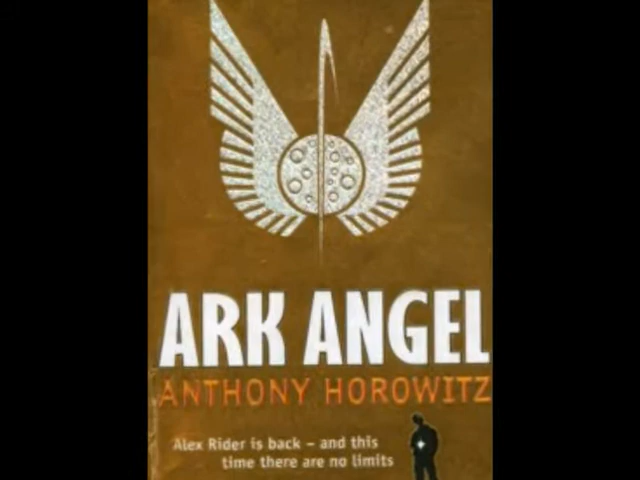 ARK ANGEL
ANTHONY HOROWITZ
Alex Rider is back – and this
time there are no limits